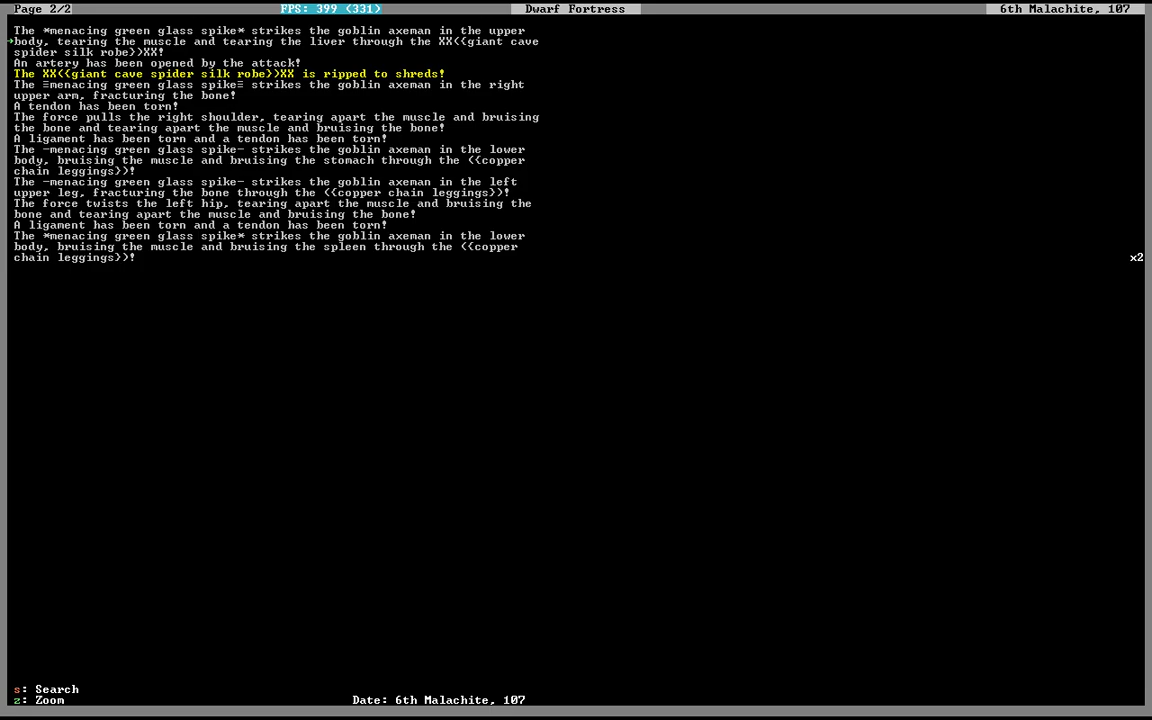 Page 2/2 FPS: 399 (331) Dwarf Fortress 6th Malachite, 107
The *menacing green glass spike* strikes the goblin axeman in the upper
→body, tearing the muscle and tearing the liver through the XX((giant cave
spider silk robe))XX!
An artery has been opened by the attack!
The XX((giant cave spider silk robe))XX is ripped to shreds!
The ≡menacing green glass spike≡ strikes the goblin axeman in the right
upper arm, fracturing the bone!
A tendon has been torn!
The force pulls the right shoulder, tearing apart the muscle and bruising
the bone and tearing apart the muscle and bruising the bone!
A ligament has been torn and a tendon has been torn!
The -menacing green glass spike- strikes the goblin axeman in the lower
body, bruising the muscle and bruising the stomach through the ((copper
chain leggings))!
The -menacing green glass spike- strikes the goblin axeman in the left
upper leg, fracturing the bone through the ((copper chain leggings))!
The force twists the left hip, tearing apart the muscle and bruising the
bone and tearing apart the muscle and bruising the bone!
A ligament has been torn and a tendon has been torn!
The *menacing green glass spike* strikes the goblin axeman in the lower
body, bruising the muscle and bruising the spleen through the ((copper
chain leggings))! x2
s: Search
z: Zoom Date: 6th Malachite, 107